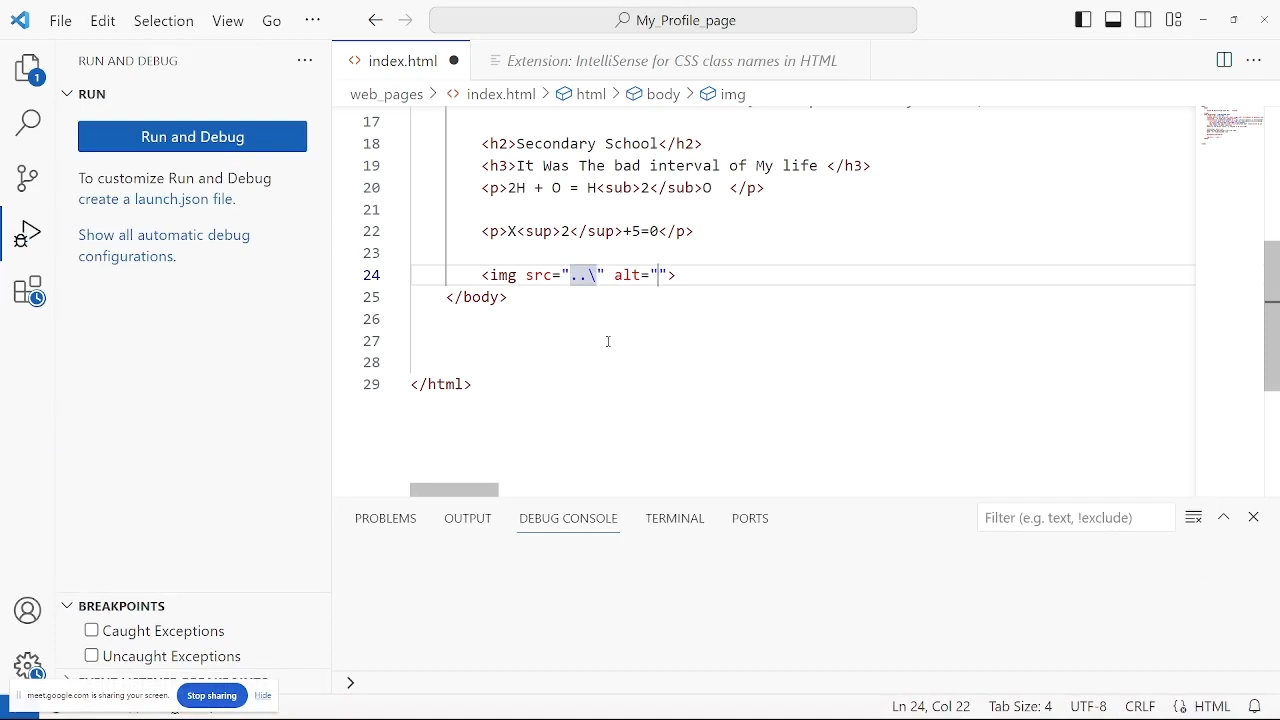 File Edit Selection View Go ··· My_Profile_page
RUN AND DEBUG ···
index.html ● Extension: IntelliSense for CSS class names in HTML ···
RUN
web_pages > index.html > html > body > img
1
Run and Debug
To customize Run and Debug
create a launch.json file.
Show all automatic debug
configurations.
17
18 <h2>Secondary School</h2>
19 <h3>It Was The bad interval of My life </h3>
20 <p>2H + O = H<sub>2</sub>O  </p>
21
22 <p>X<sup>2</sup>+5=0</p>
23
24 <img src="..\" alt="">
25 </body>
26
27
28
29 </html>
PROBLEMS OUTPUT DEBUG CONSOLE TERMINAL PORTS Filter (e.g. text, !exclude)
BREAKPOINTS
Caught Exceptions
Uncaught Exceptions
meet.google.com is sharing your screen. Stop sharing Hide
>
Ln 24, Col 22 Tab Size: 4 UTF-8 CRLF HTML